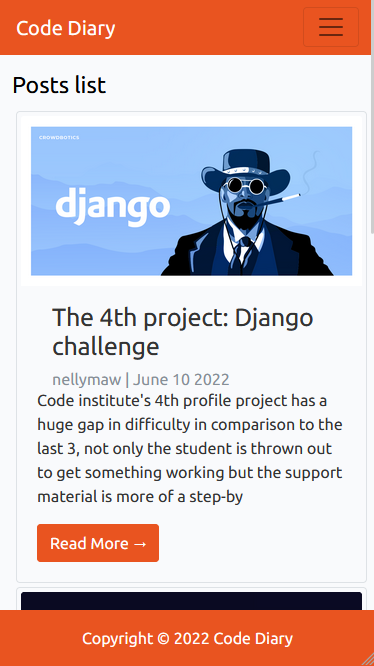 Code Diary
Posts list
CROWDBOTICS
django
The 4th project: Django
challenge
nellymaw | June 10 2022
Code institute's 4th profile project has a
huge gap in difficulty in comparison to the
last 3, not only the student is thrown out
to get something working but the support
material is more of a step-by
Read More →
Copyright © 2022 Code Diary